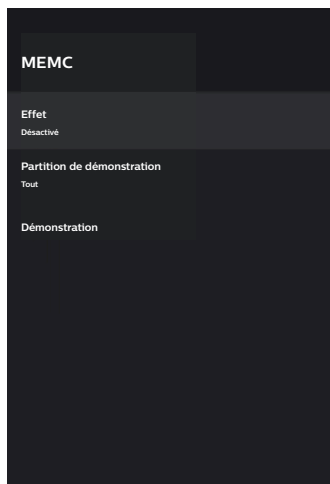 MEMC
Effet
Désactivé
Partition de démonstration
Tout
Démonstration